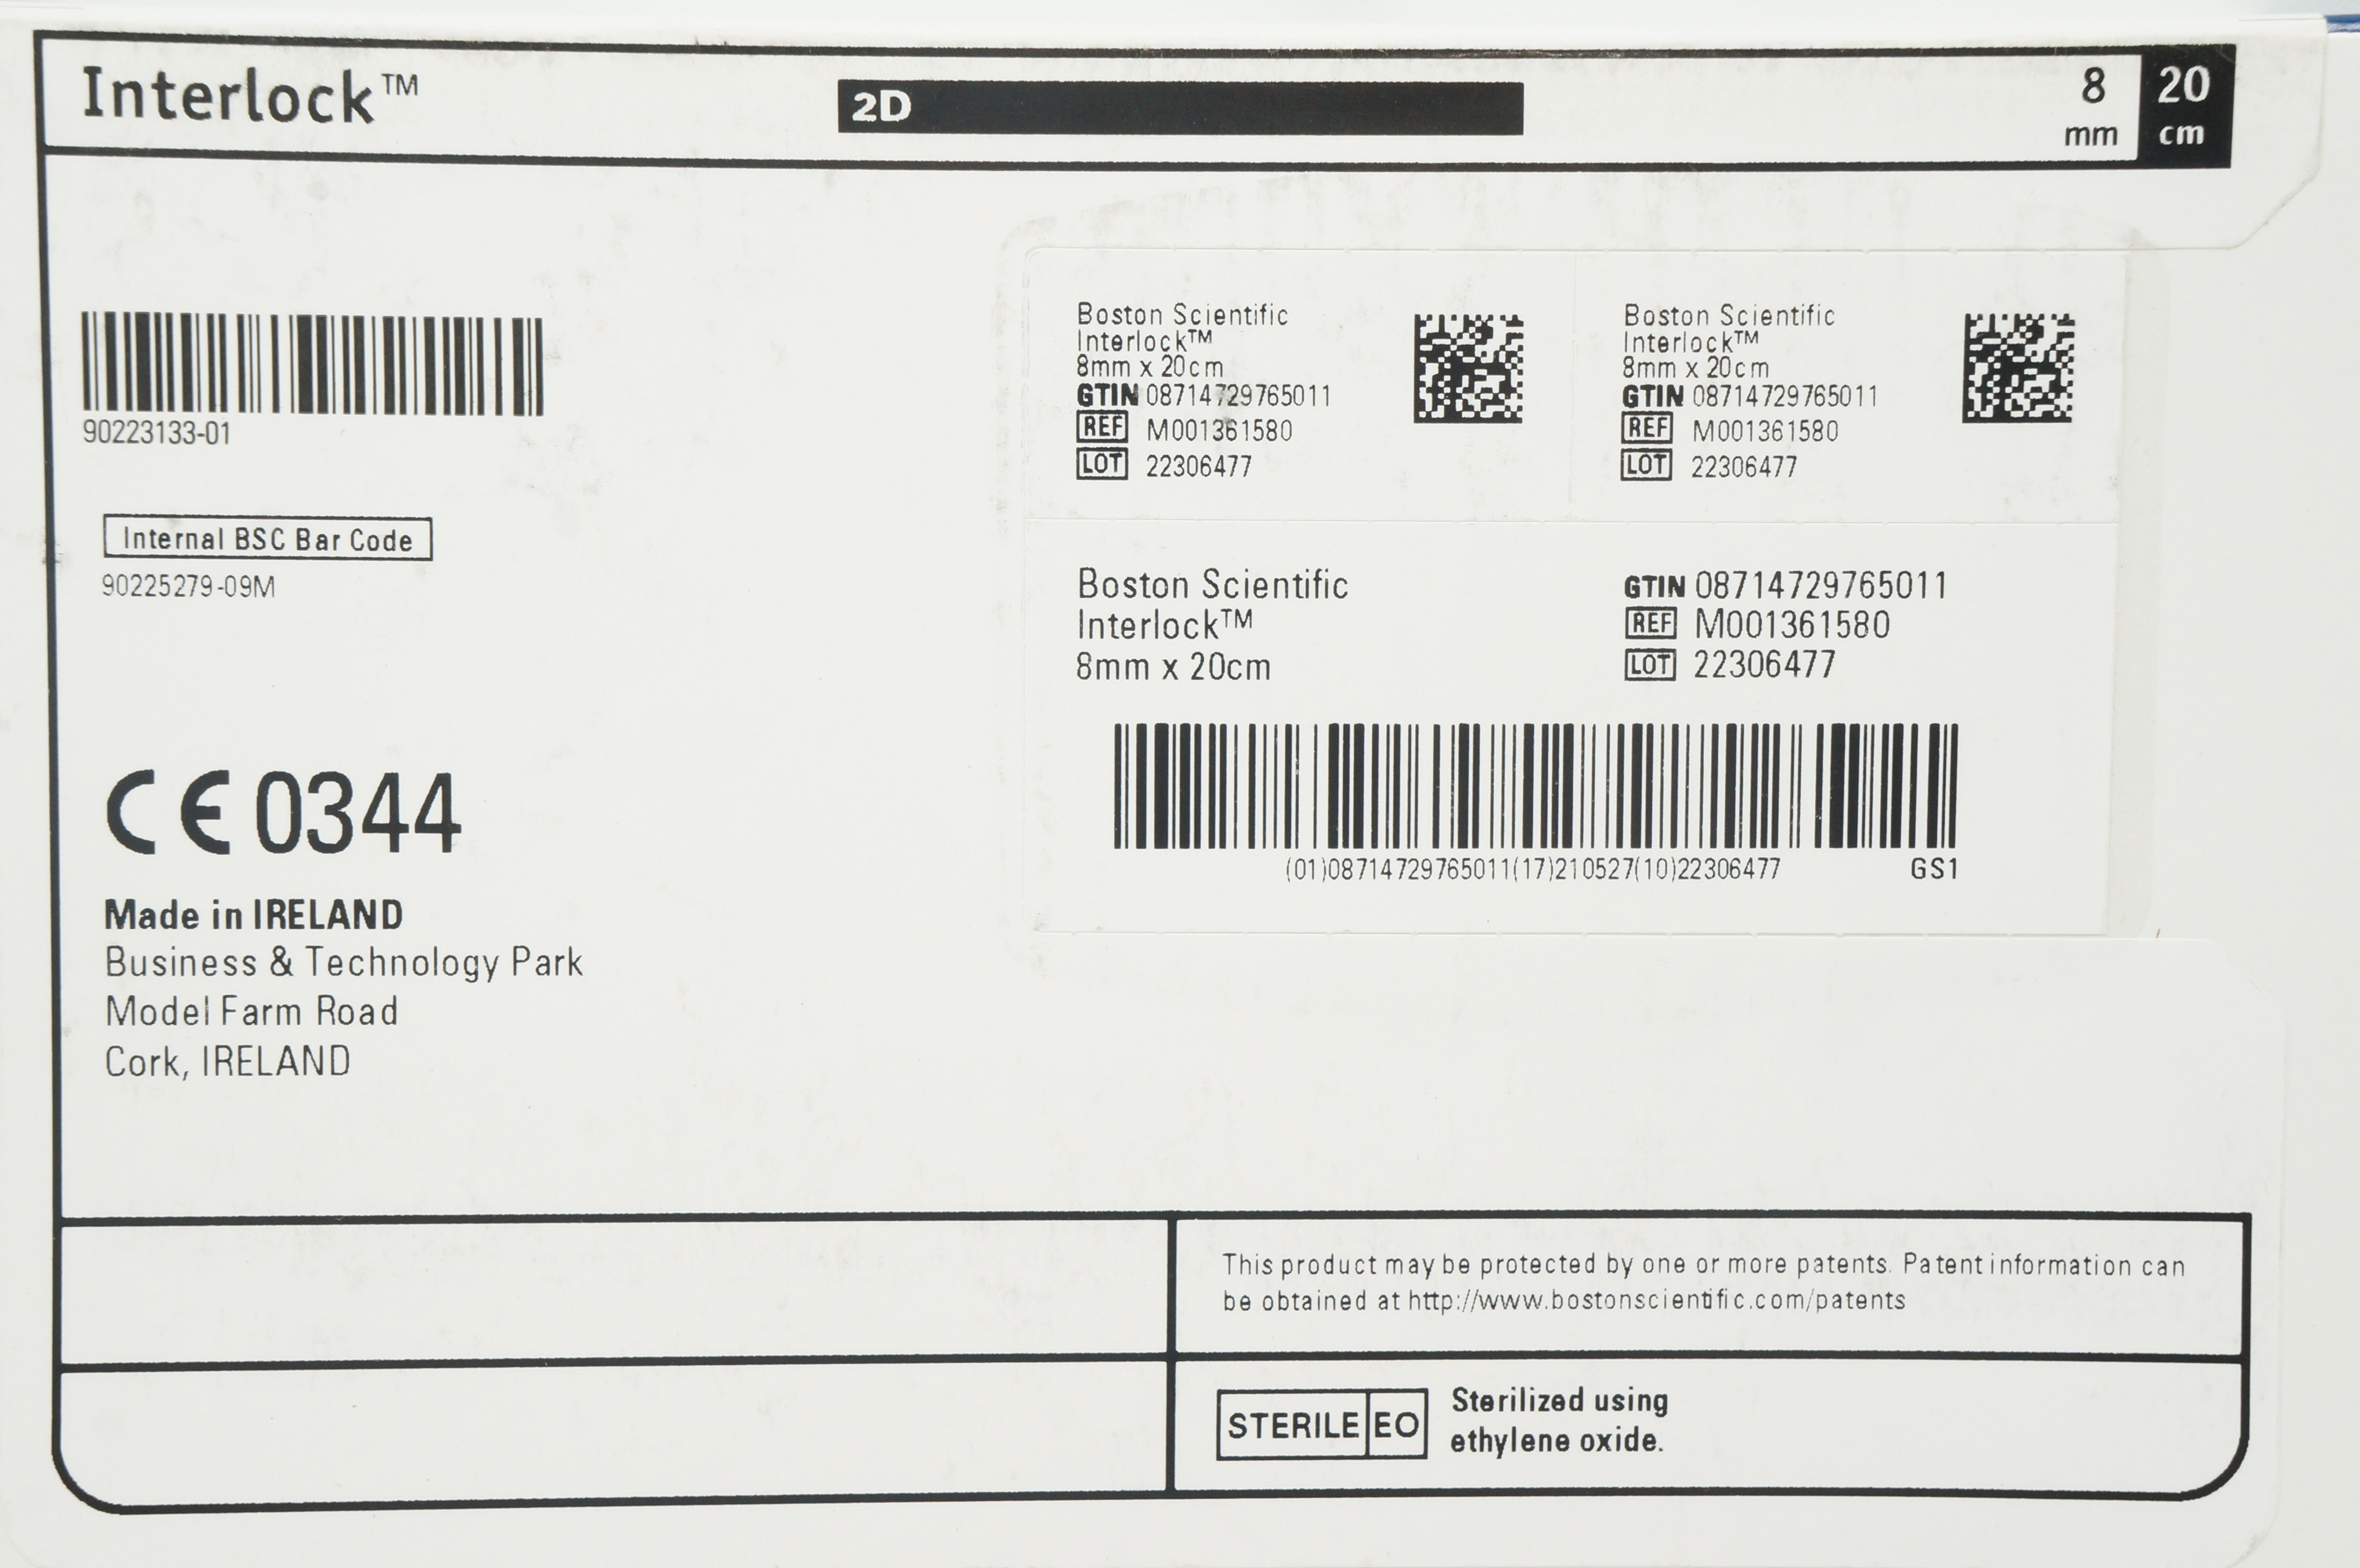 Interlock™
2D
8 mm
20 cm
90223133-01
Internal BSC Bar Code
90225279-09M
CE 0344
Made in IRELAND
Business & Technology Park
Model Farm Road
Cork, IRELAND
Boston Scientific
Interlock™
8mm x 20cm
GTIN 08714729765011
REF M001361580
LOT 22306477
Boston Scientific
Interlock™
8mm x 20cm
GTIN 08714729765011
REF M001361580
LOT 22306477
Boston Scientific
Interlock™
8mm x 20cm
GTIN 08714729765011
REF M001361580
LOT 22306477
(01)08714729765011(17)210527(10)22306477
GS1
This product may be protected by one or more patents. Patent information can
be obtained at http://www.bostonscientific.com/patents
STERILE EO
Sterilized using
ethylene oxide.